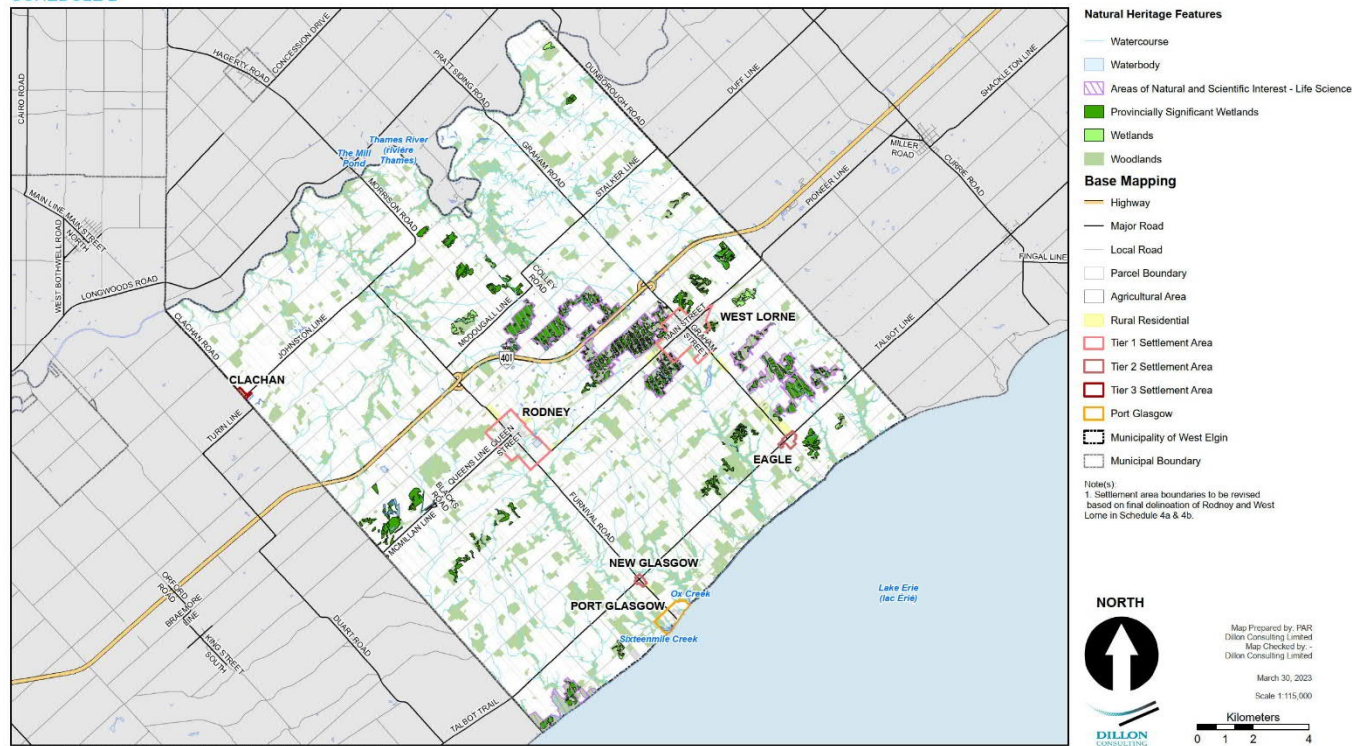 HAGERTY ROAD
CONCESSION DRIVE
PRATT SIDING ROAD
DUNBOROUGH ROAD
DUFF LINE
SHACKLETON LINE
CAIRO ROAD
The Mill
Pond
Thames River
(rivière
Thames)
GRAHAM ROAD
STALKER LINE
MILLER
ROAD
CURRIE ROAD
PIONEER LINE
MORRISON ROAD
MAIN LINE
MAIN STREET
NORTH
WEST BOTHWELL ROAD
LONGWOODS ROAD
FINGAL LINE
COLLEY
ROAD
MCDOUGALL LINE
JOHNSTON LINE
CLACHAN ROAD
MAIN STREET
GRAHAM
STREET
WEST LORNE
TALBOT LINE
401
CLACHAN
TURIN LINE
RODNEY
QUEENS LINE
QUEEN
STREET
EAGLE
BLACKS
ROAD
MCMILLAN LINE
FURNIVAL ROAD
NEW GLASGOW
Ox Creek
PORT GLASGOW
Sixteenmile Creek
Lake Erie
(lac Érié)
ORFORD
ROAD
BRAEMORE
LINE
KING STREET
SOUTH
DUART ROAD
TALBOT TRAIL
Natural Heritage Features
Watercourse
Waterbody
Areas of Natural and Scientific Interest - Life Science
Provincially Significant Wetlands
Wetlands
Woodlands
Base Mapping
Highway
Major Road
Local Road
Parcel Boundary
Agricultural Area
Rural Residential
Tier 1 Settlement Area
Tier 2 Settlement Area
Tier 3 Settlement Area
Port Glasgow
Municipality of West Elgin
Municipal Boundary
Note(s):
1. Settlement area boundaries to be revised
based on final delineation of Rodney and West
Lorne in Schedule 4a & 4b.
NORTH
Map Prepared by: PAR
Dillon Consulting Limited
Map Checked by: -
Dillon Consulting Limited
March 30, 2023
Scale 1:115,000
Kilometers
0 1 2 4
DILLON
CONSULTING